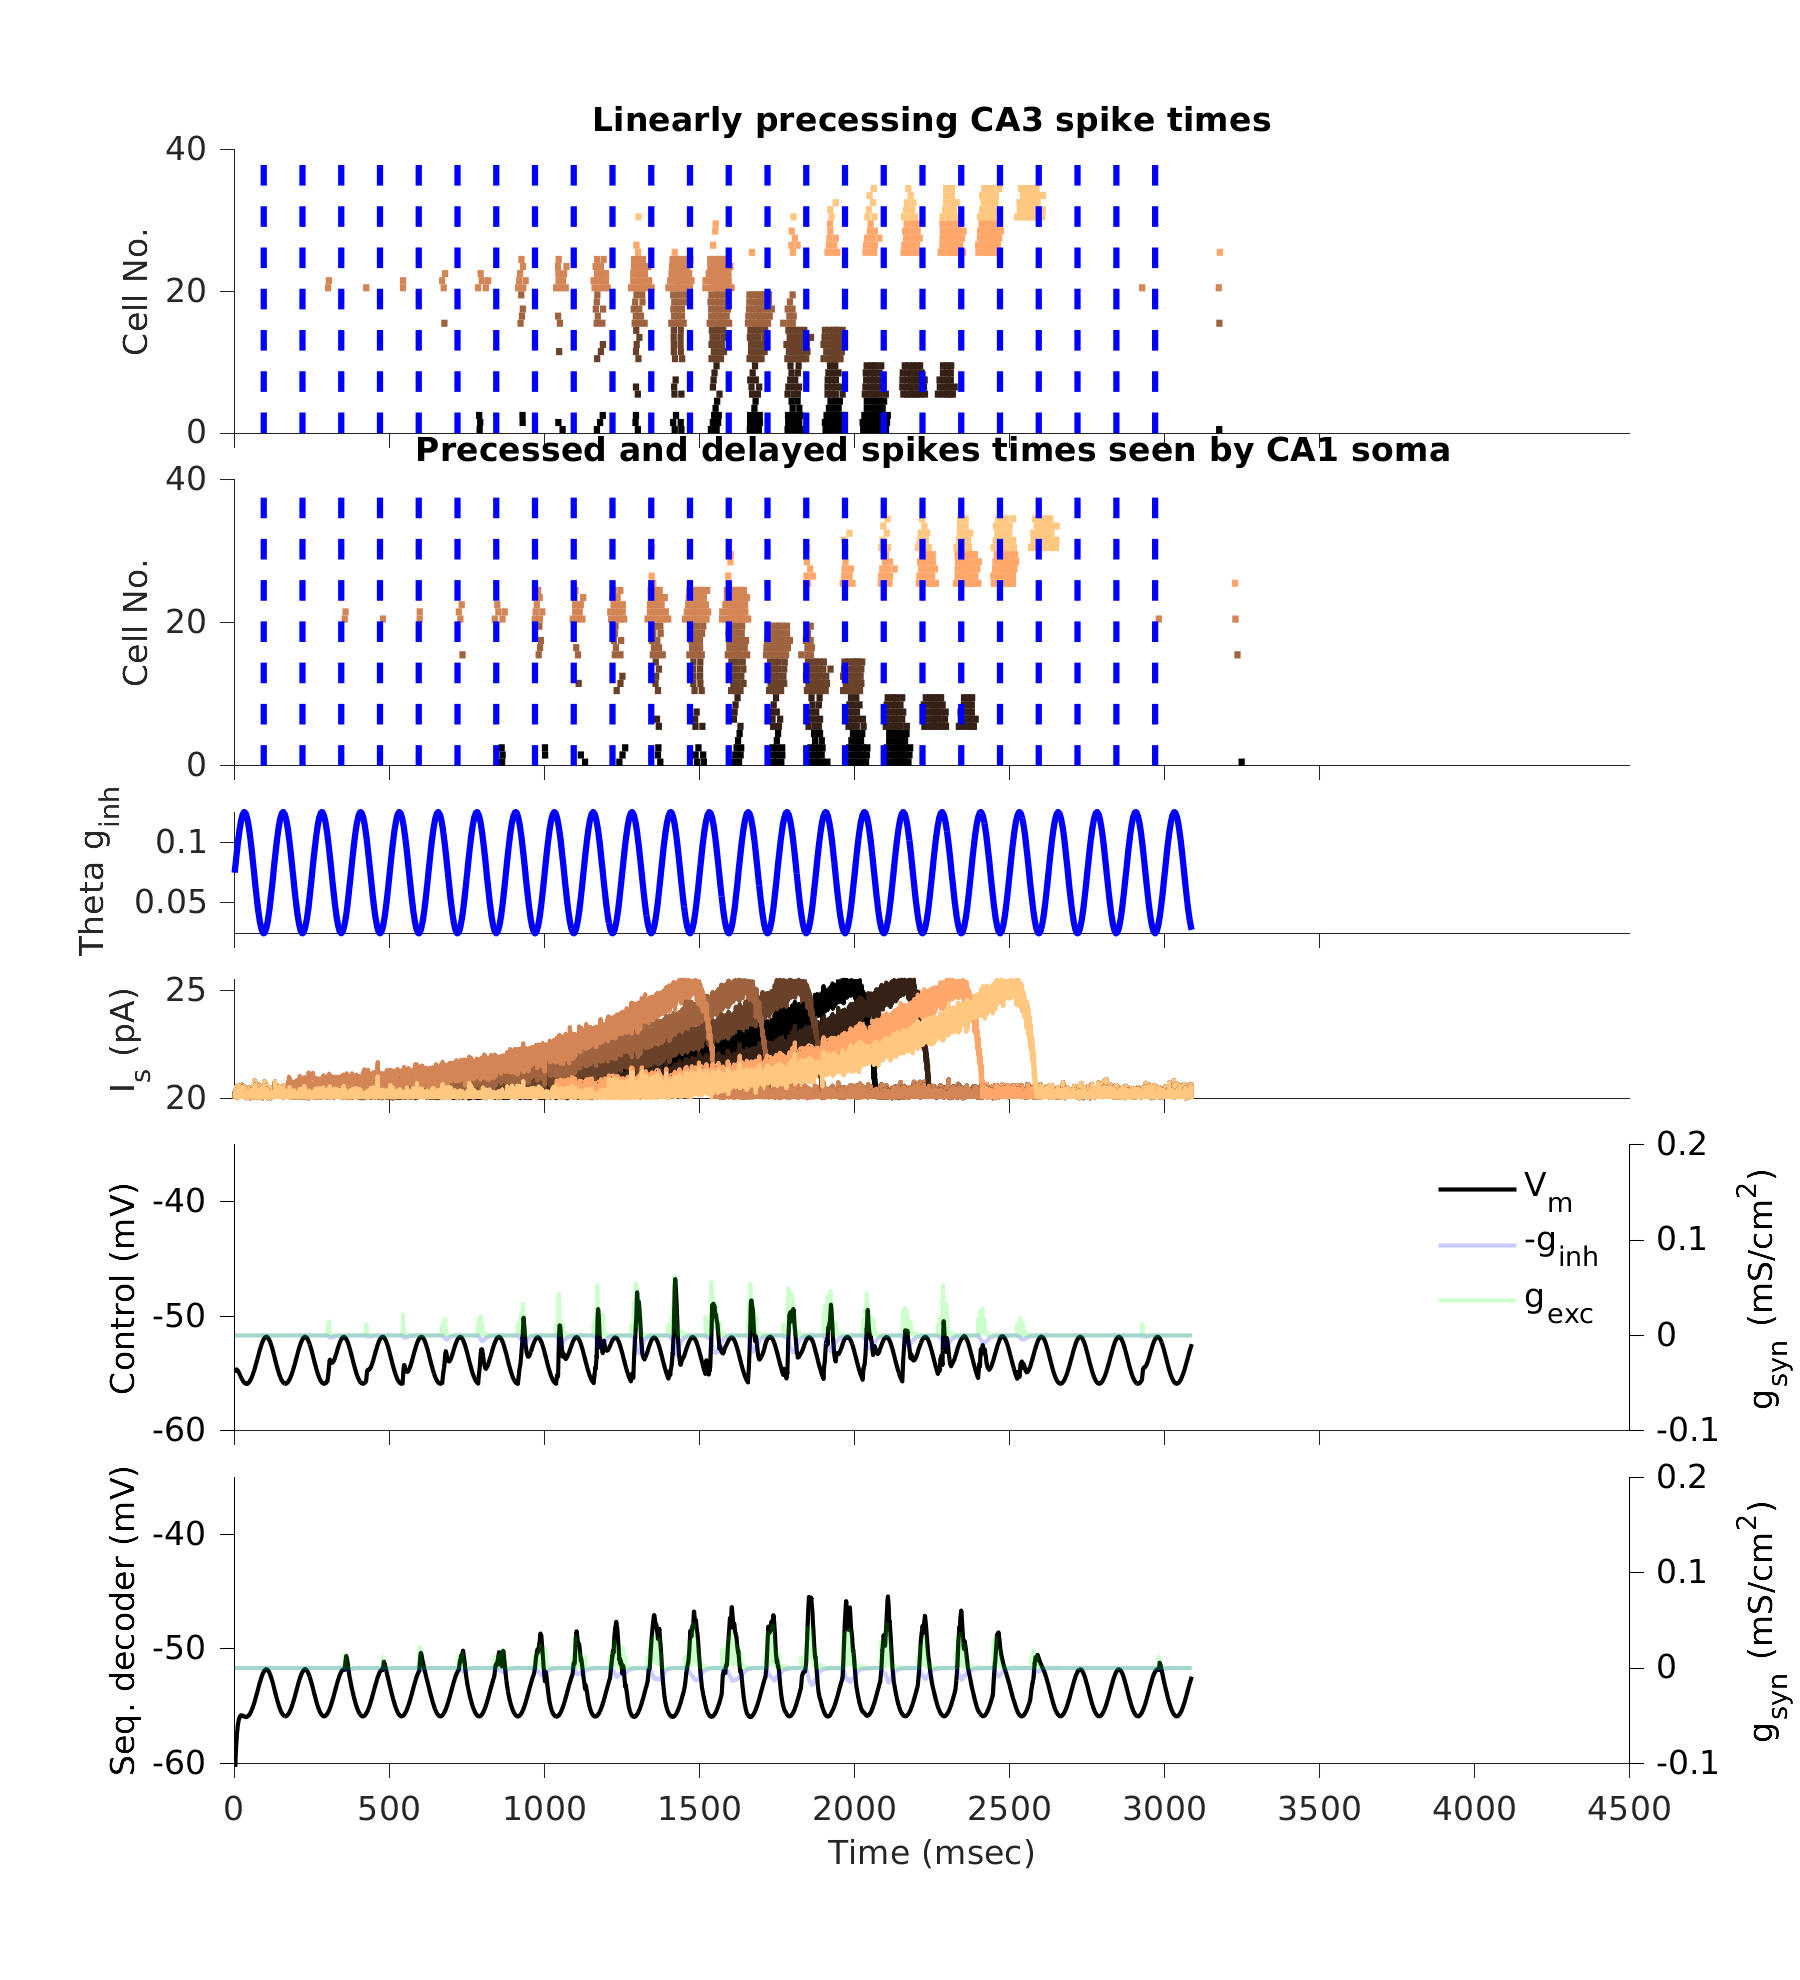 Linearly precessing CA3 spike times
40
20
0
Cell No.
Precessed and delayed spikes times seen by CA1 soma
40
20
0
Cell No.
0.1
0.05
Theta g_inh
25
20
I_s (pA)
-40
-50
-60
Control (mV)
V_m
-g_inh
g_exc
0.2
0.1
0
-0.1
g_syn (mS/cm^2)
-40
-50
-60
Seq. decoder (mV)
0.2
0.1
0
-0.1
g_syn (mS/cm^2)
0 500 1000 1500 2000 2500 3000 3500 4000 4500
Time (msec)